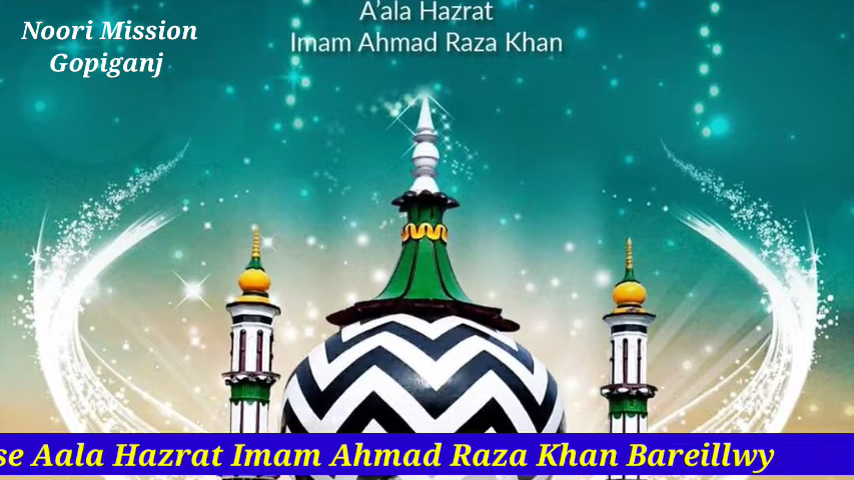 A'ala Hazrat
Imam Ahmad Raza Khan
Noori Mission
Gopiganj
se Aala Hazrat Imam Ahmad Raza Khan Bareillwy